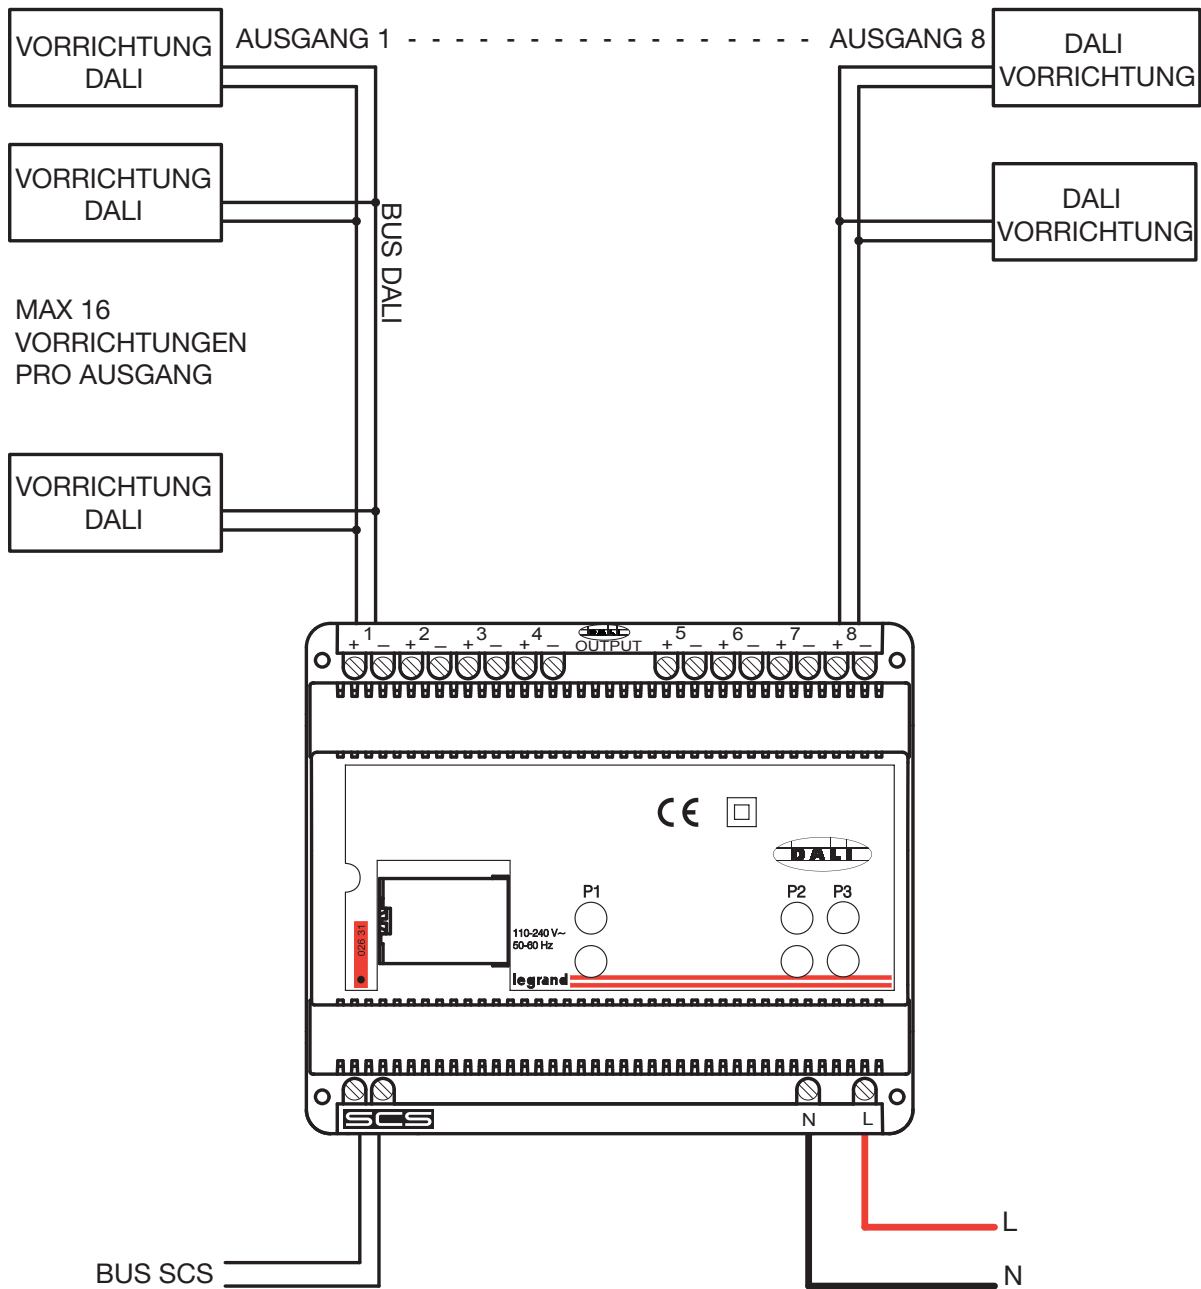 VORRICHTUNG
DALI
AUSGANG 1 - - - - - - - - - - - - - - - - - AUSGANG 8
DALI
VORRICHTUNG
VORRICHTUNG
DALI
DALI
VORRICHTUNG
BUS DALI
MAX 16
VORRICHTUNGEN
PRO AUSGANG
VORRICHTUNG
DALI
1 2 3 4 DALI 5 6 7 8
+ – + – + – + – OUTPUT + – + – + – + –
CE
DALI
P1 P2 P3
026 31
110-240 V~
50-60 Hz
legrand
SCS
N L
L
BUS SCS
N